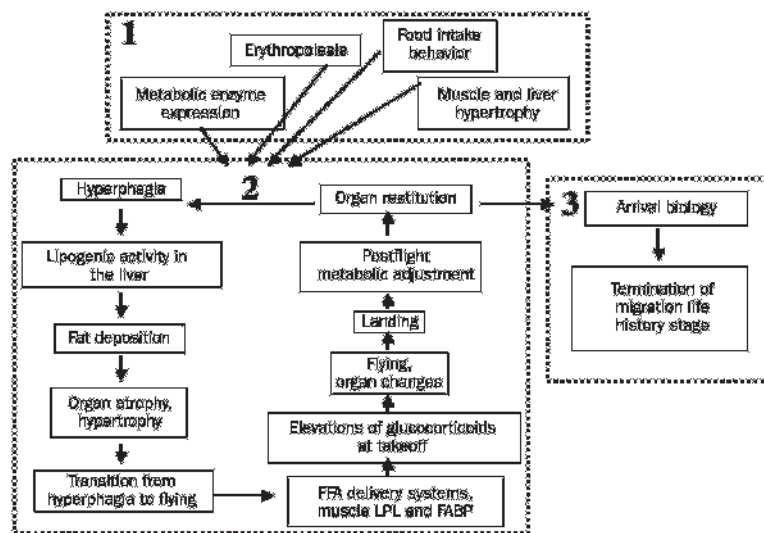 1
Erythropoiesis
Food intake
behavior
Metabolic enzyme
expression
Muscle and liver
hypertrophy
2
Hyperphagia
Lipogenic activity in
the liver
Fat deposition
Organ atrophy,
hypertrophy
Transition from
hyperphagia to flying
FFA delivery systems,
muscle LPL and FABP
Elevations of glucocorticoids
at takeoff
Flying,
organ changes
Landing
Postflight
metabolic adjustment
Organ restitution
3
Arrival biology
Termination of
migration life
history stage